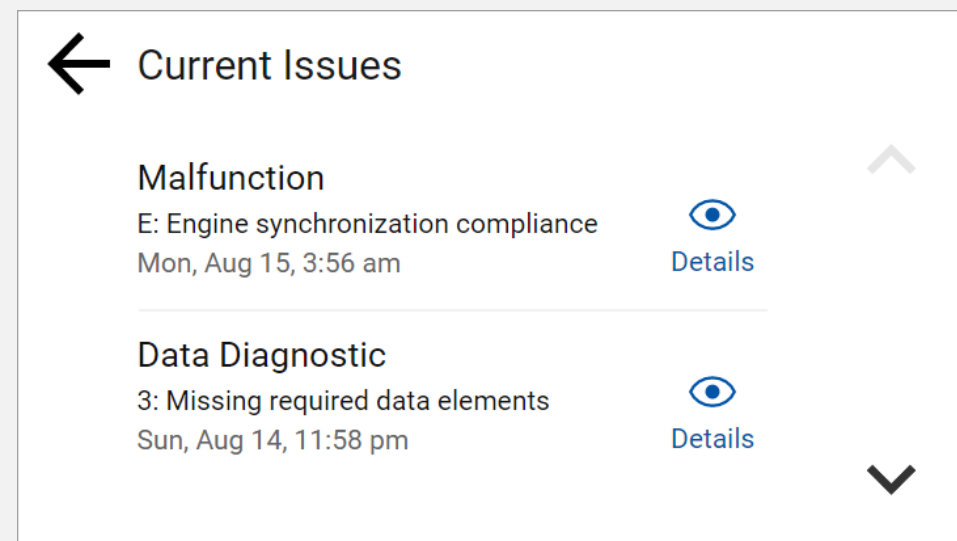 Current Issues
Malfunction
E: Engine synchronization compliance
Mon, Aug 15, 3:56 am
Details
Data Diagnostic
3: Missing required data elements
Sun, Aug 14, 11:58 pm
Details